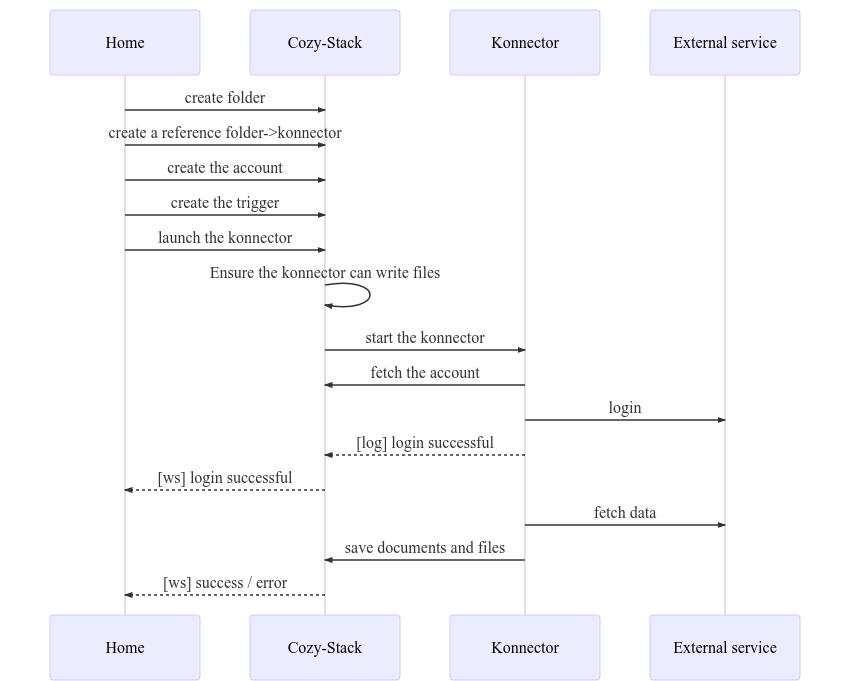 Home
Cozy-Stack
Konnector
External service
create folder
create a reference folder->konnector
create the account
create the trigger
launch the konnector
Ensure the konnector can write files
start the konnector
fetch the account
login
[log] login successful
[ws] login successful
fetch data
save documents and files
[ws] success / error
Home
Cozy-Stack
Konnector
External service